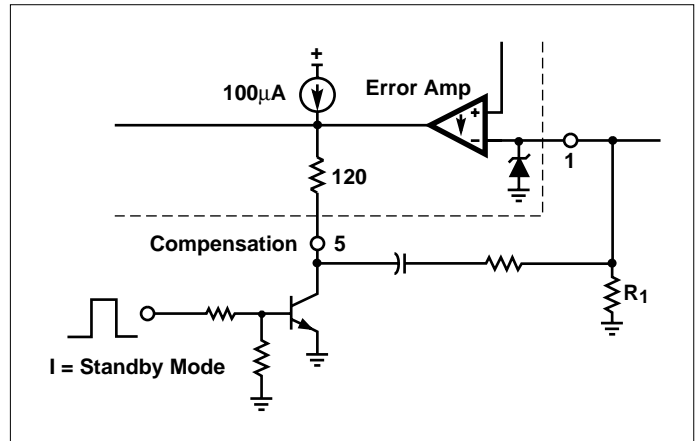 +
100µA
Error Amp
+
−
1
120
Compensation
5
R1
I = Standby Mode